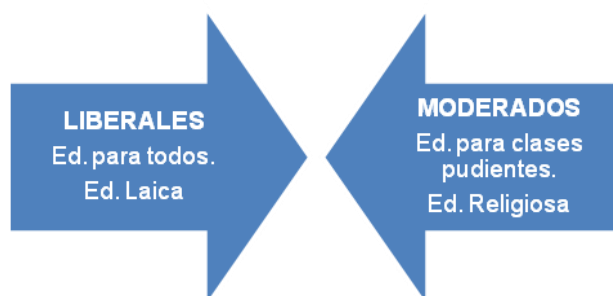 LIBERALES
Ed. para todos.
Ed. Laica
MODERADOS
Ed. para clases
pudientes.
Ed. Religiosa